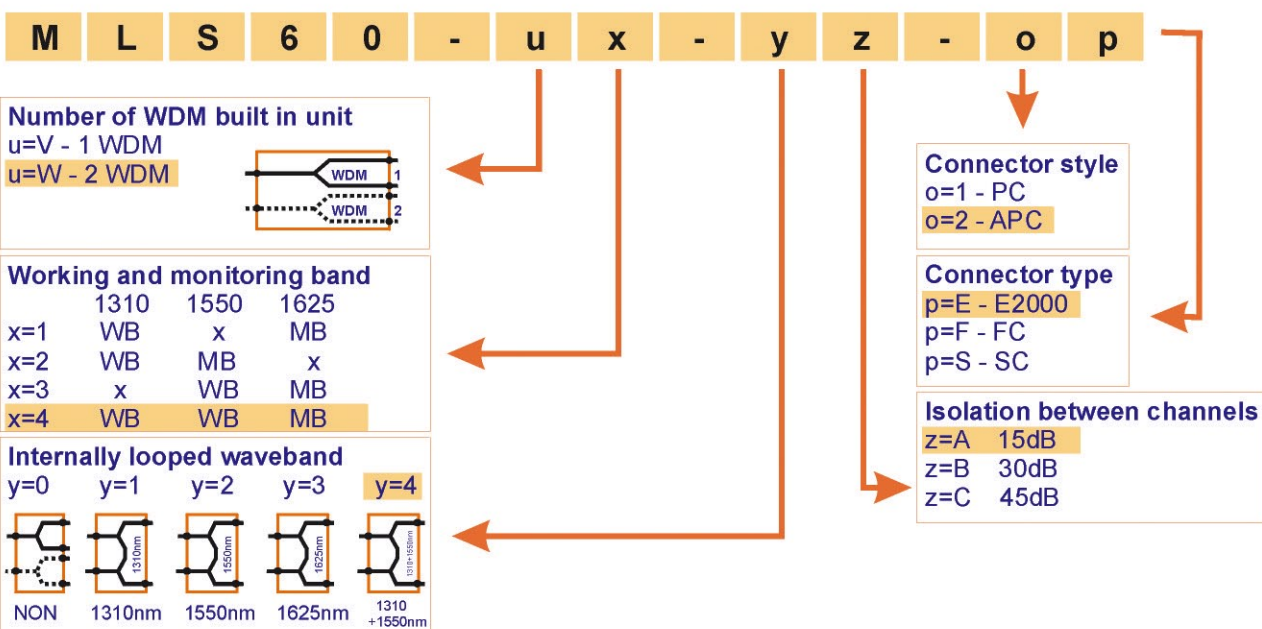 M L S 6 0 - u x - y z - o p
Number of WDM built in unit
u=V - 1 WDM
u=W - 2 WDM
WDM 1
WDM 2
Working and monitoring band
1310 1550 1625
x=1 WB x MB
x=2 WB MB x
x=3 x WB MB
x=4 WB WB MB
Internally looped waveband
y=0 y=1 y=2 y=3 y=4
1310nm 1550nm 1625nm 1310+1550nm
NON 1310nm 1550nm 1625nm 1310
+1550nm
Connector style
o=1 - PC
o=2 - APC
Connector type
p=E - E2000
p=F - FC
p=S - SC
Isolation between channels
z=A 15dB
z=B 30dB
z=C 45dB